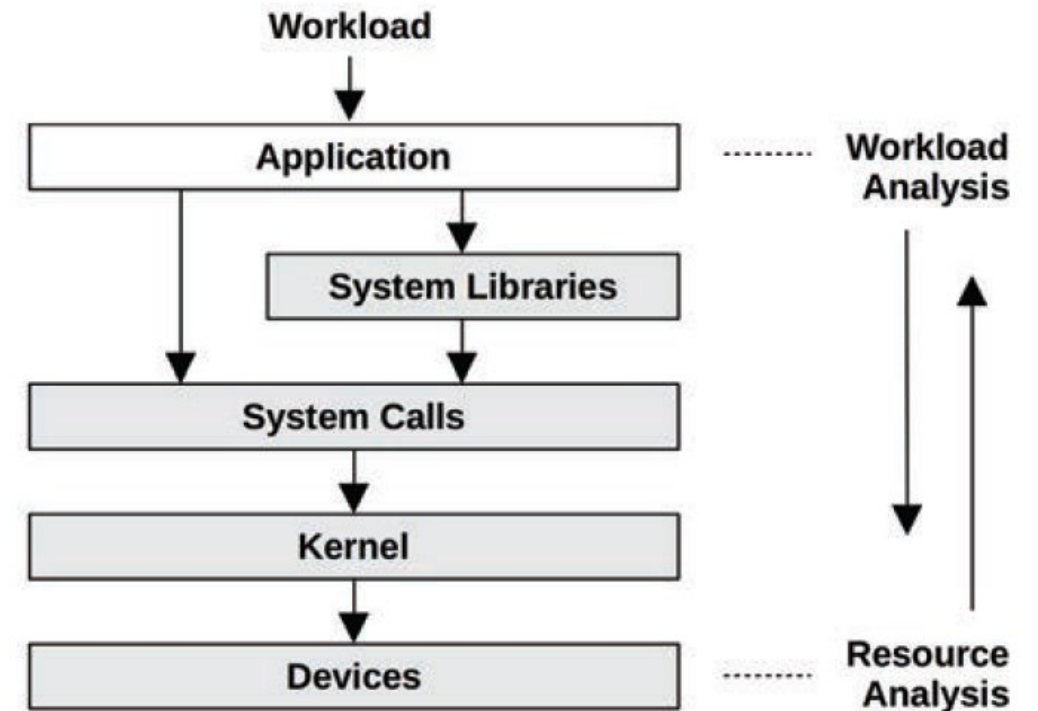 Workload
Application
Workload
Analysis
System Libraries
System Calls
Kernel
Devices
Resource
Analysis